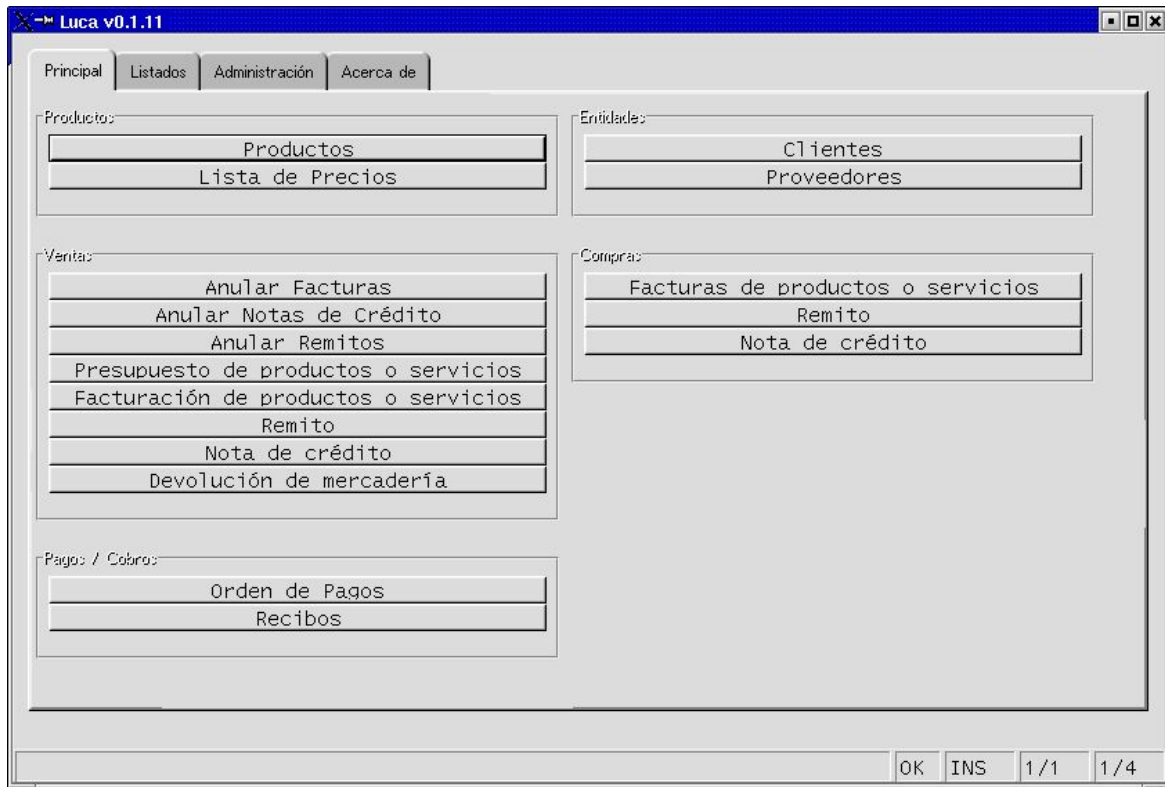 Luca v0.1.11
Principal Listados Administración Acerca de
Productos
Productos
Lista de Precios
Entidades
Clientes
Proveedores
Ventas
Anular Facturas
Anular Notas de Crédito
Anular Remitos
Presupuesto de productos o servicios
Facturación de productos o servicios
Remito
Nota de crédito
Devolución de mercadería
Compras
Facturas de productos o servicios
Remito
Nota de crédito
Pagos / Cobros
Orden de Pagos
Recibos
OK INS 1/1 1/4